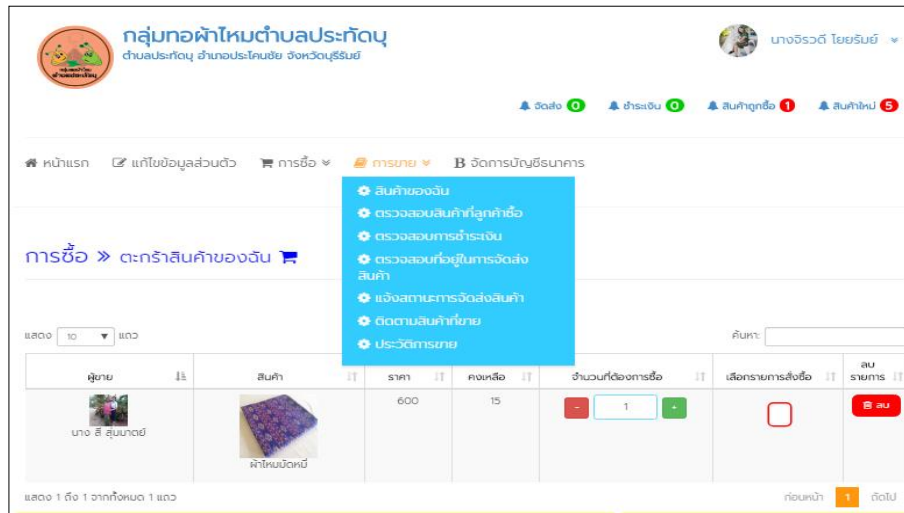 กลุ่มทอผ้าไหมตำบลประทัดบุ
ตำบลประทัดบุ อำเภอประโคนชัย จังหวัดบุรีรัมย์
นางจิรวดี โยยรัมย์
จัดส่ง 0 ชำระเงิน 0 สินค้าถูกซื้อ 1 สินค้าใหม่ 5
หน้าแรก แก้ไขข้อมูลส่วนตัว การซื้อ การขาย B จัดการบัญชีธนาคาร
สินค้าของฉัน
ตรวจสอบสินค้าที่ลูกค้าซื้อ
ตรวจสอบการชำระเงิน
ตรวจสอบที่อยู่ในการจัดส่ง
สินค้า
แจ้งสถานะการจัดส่งสินค้า
ติดตามสินค้าที่ขาย
ประวัติการขาย
การซื้อ » ตะกร้าสินค้าของฉัน
แสดง 10 แถว ค้นหา:
ผู้ขาย สินค้า ราคา คงเหลือ จำนวนที่ต้องการซื้อ เลือกรายการสั่งซื้อ ลบ
รายการ
600 15 - 1 + ลบ
นาง สี สุ่มมาตย์
ผ้าไหมมัดหมี่
แสดง 1 ถึง 1 จากทั้งหมด 1 แถว ก่อนหน้า 1 ถัดไป